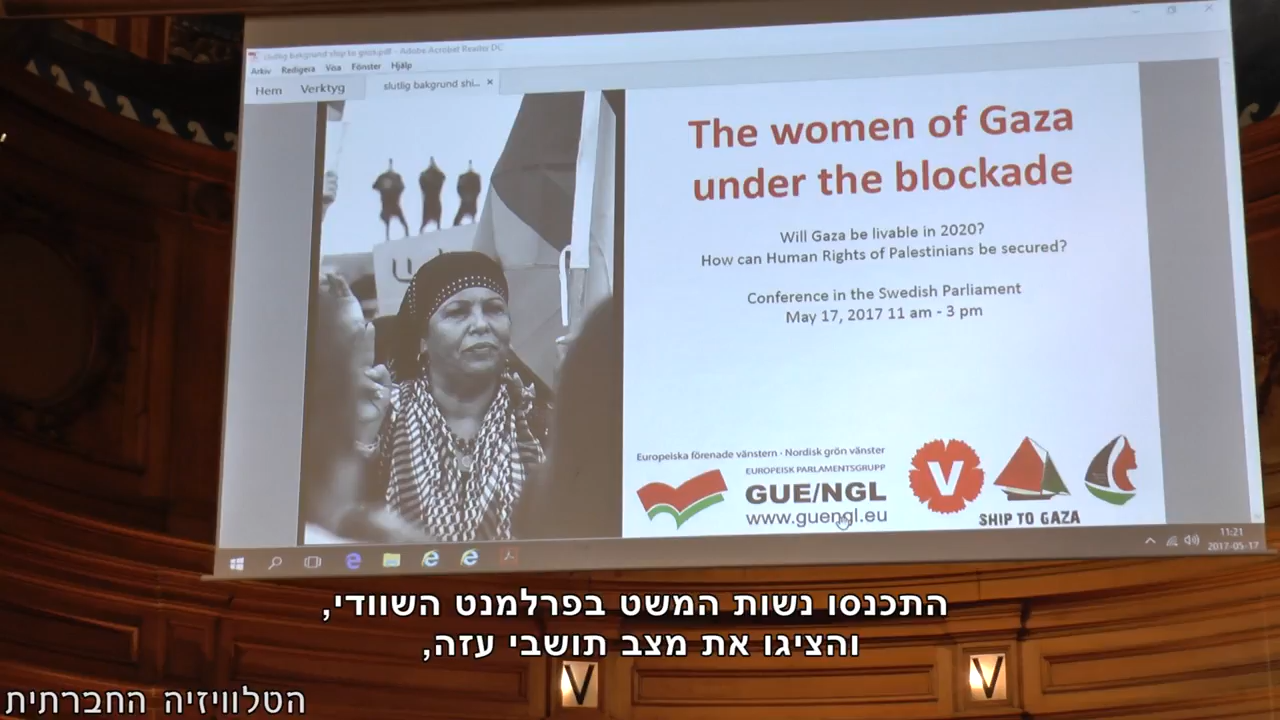 slutlig bakgrund ship to gaza.pdf - Adobe Acrobat Reader DC
Arkiv Redigera Visa Fönster Hjälp
Hem Verktyg slutlig bakgrund shi... ×
The women of Gaza
under the blockade
Will Gaza be livable in 2020?
How can Human Rights of Palestinians be secured?
Conference in the Swedish Parliament
May 17, 2017 11 am - 3 pm
Europeiska förenade vänstern · Nordisk grön vänster
EUROPEISK PARLAMENTSGRUPP
GUE/NGL
www.guengl.eu
V
SHIP TO GAZA
11:21
2017-05-17
התכנסו נשות המשט בפרלמנט השוודי,
והציגו את מצב תושבי עזה,
V V
הטלוויזיה החברתית